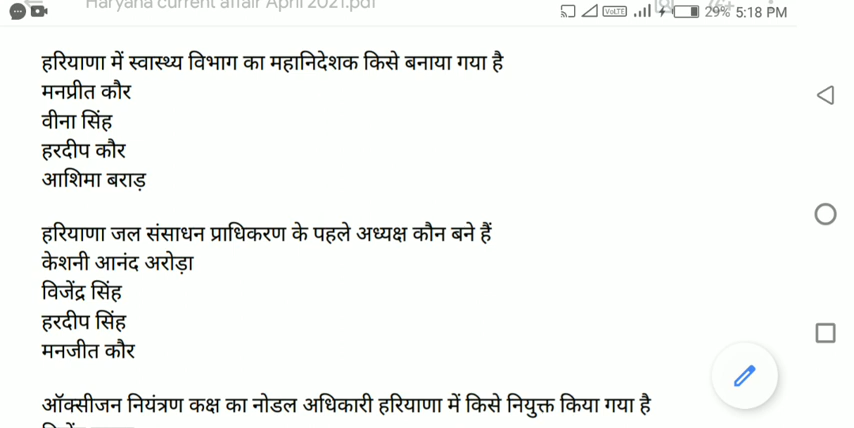 Haryana current affair April 2021.pdf
VoLTE 29% 5:18 PM
हरियाणा में स्वास्थ्य विभाग का महानिदेशक किसे बनाया गया है
मनप्रीत कौर
वीना सिंह
हरदीप कौर
आशिमा बराड़
हरियाणा जल संसाधन प्राधिकरण के पहले अध्यक्ष कौन बने हैं
केशनी आनंद अरोड़ा
विजेंद्र सिंह
हरदीप सिंह
मनजीत कौर
ऑक्सीजन नियंत्रण कक्ष का नोडल अधिकारी हरियाणा में किसे नियुक्त किया गया है